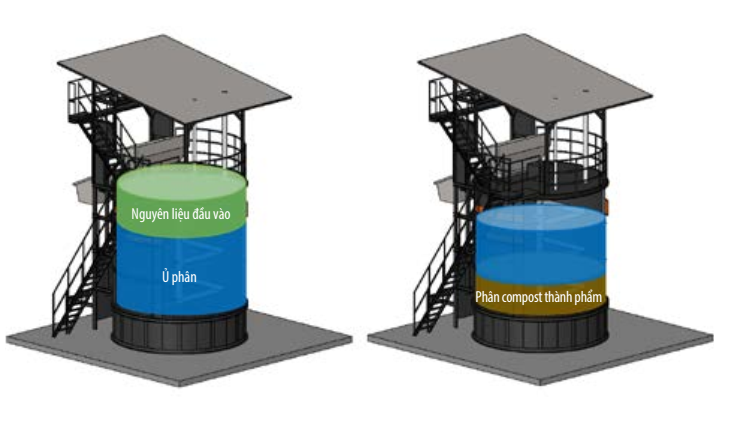 Nguyên liệu đầu vào
Ủ phân
Phân compost thành phẩm